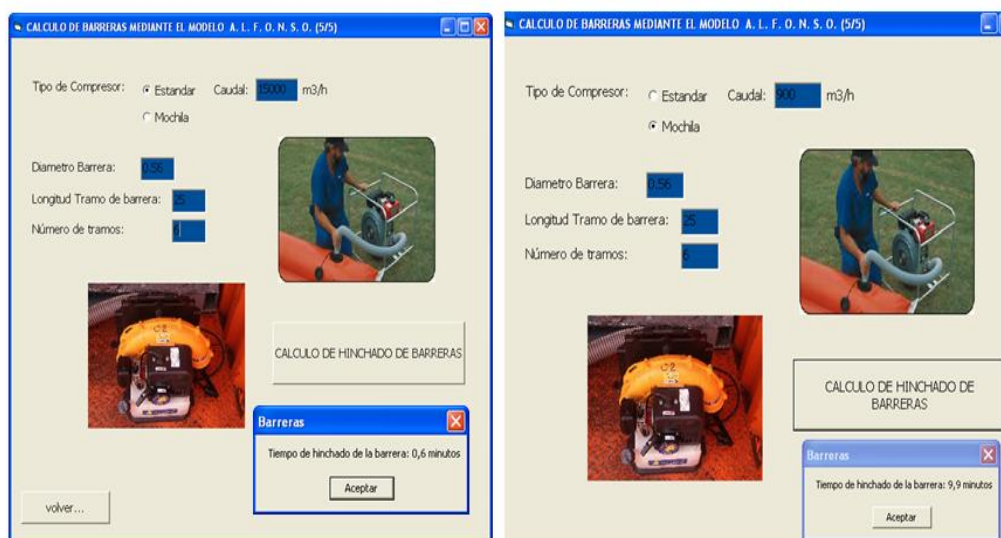 CALCULO DE BARRERAS MEDIANTE EL MODELO A. L. F. O. N. S. O. (5/5)
Tipo de Compresor:
Estandar
Caudal: 15000 m3/h
Mochila
Diametro Barrera: 0.56
Longitud Tramo de barrera: 25
Número de tramos: 6
CALCULO DE HINCHADO DE BARRERAS
Barreras
Tiempo de hinchado de la barrera: 0,6 minutos
Aceptar
volver...
CALCULO DE BARRERAS MEDIANTE EL MODELO A. L. F. O. N. S. O. (5/5)
Tipo de Compresor:
Estandar
Caudal: 900 m3/h
Mochila
Diametro Barrera: 0.56
Longitud Tramo de barrera: 25
Número de tramos: 6
CALCULO DE HINCHADO DE
BARRERAS
Barreras
Tiempo de hinchado de la barrera: 9,9 minutos
Aceptar